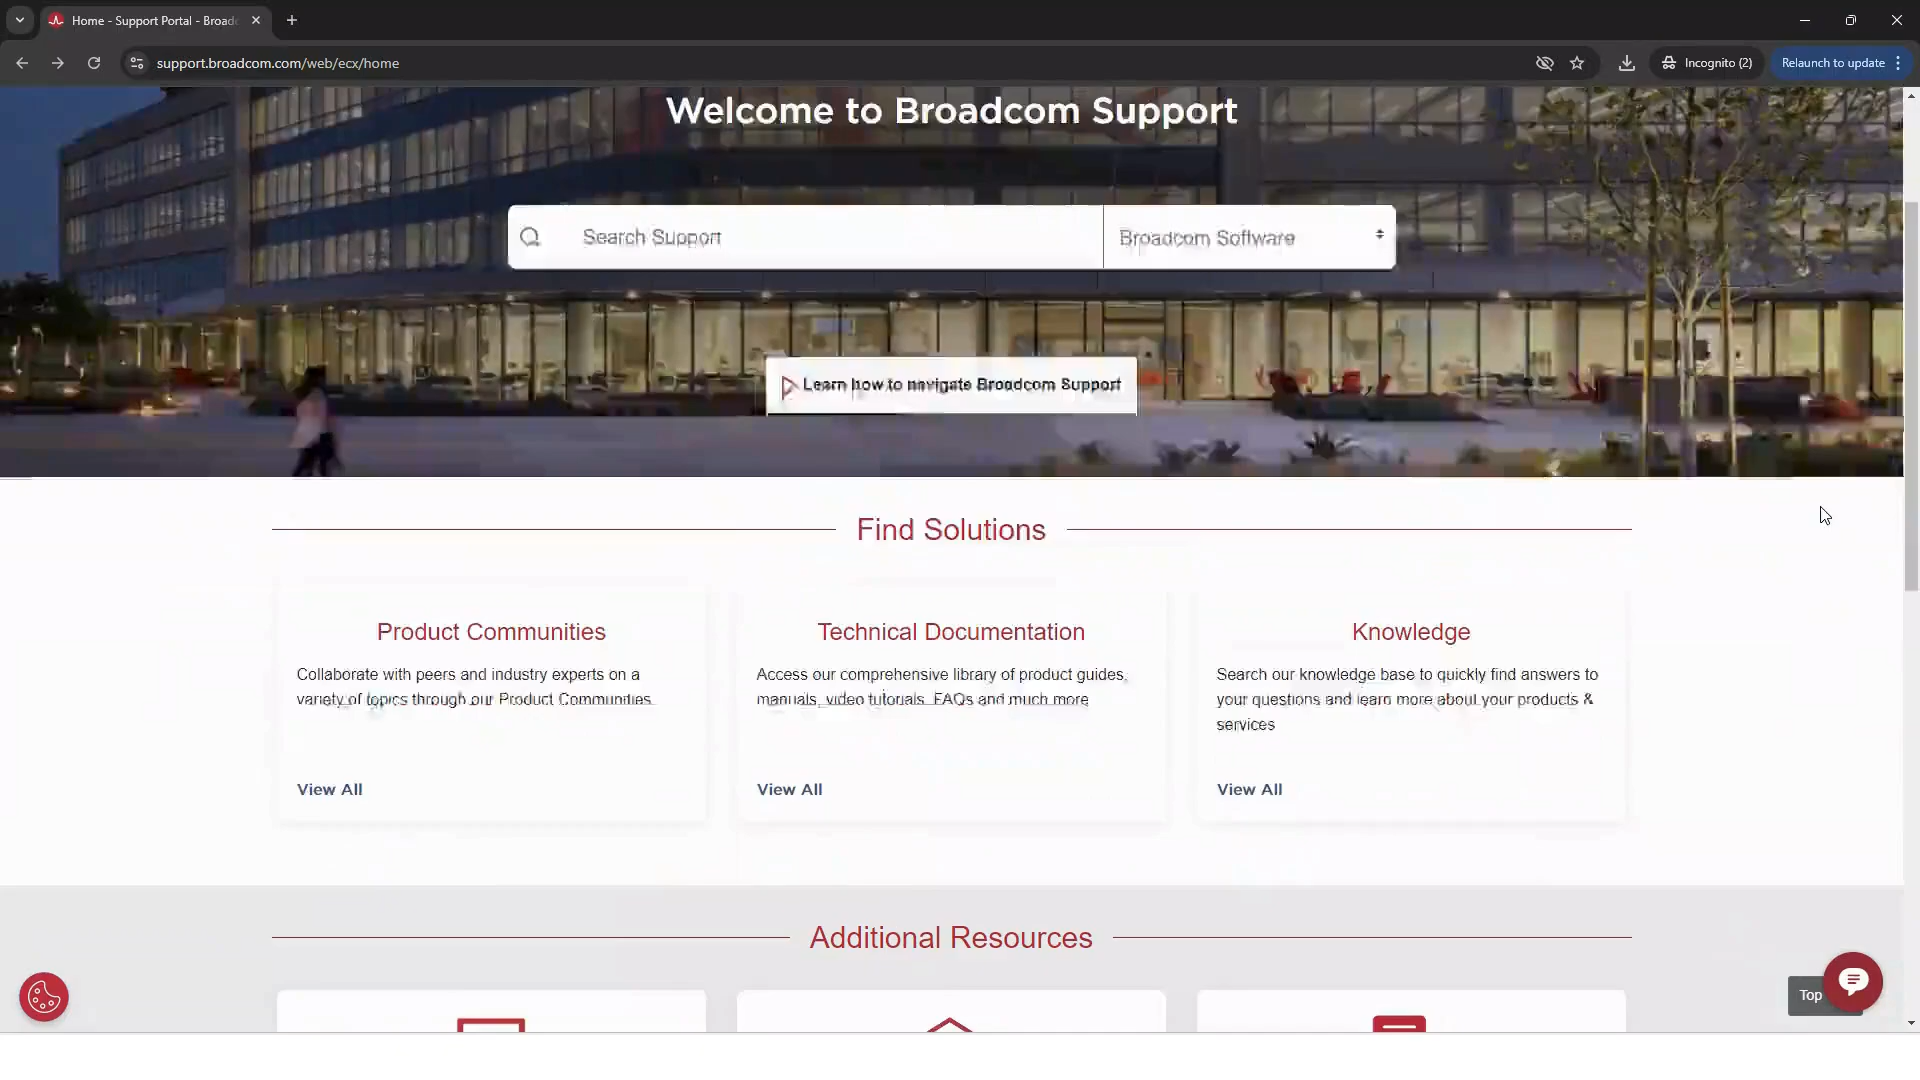 Home - Support Portal - Broadc
support.broadcom.com/web/ecx/home
Incognito (2)
Relaunch to update
Welcome to Broadcom Support
Search Support
Broadcom Software
Learn how to navigate Broadcom Support
Find Solutions
Product Communities
Collaborate with peers and industry experts on a
variety of topics through our Product Communities
View All
Technical Documentation
Access our comprehensive library of product guides,
manuals, video tutorials, FAQs and much more
View All
Knowledge
Search our knowledge base to quickly find answers to
your questions and learn more about your products &
services
View All
Additional Resources
Top